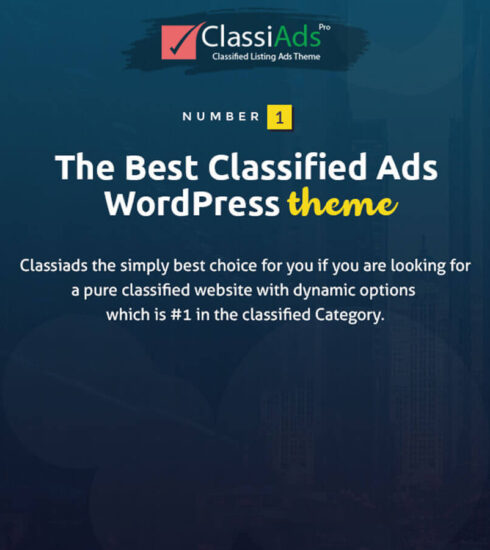 ClassiAds Pro
Classified Listing Ads Theme
NUMBER 1
The Best Classified Ads
WordPress theme
Classiads the simply best choice for you if you are looking for
a pure classified website with dynamic options
which is #1 in the classified Category.